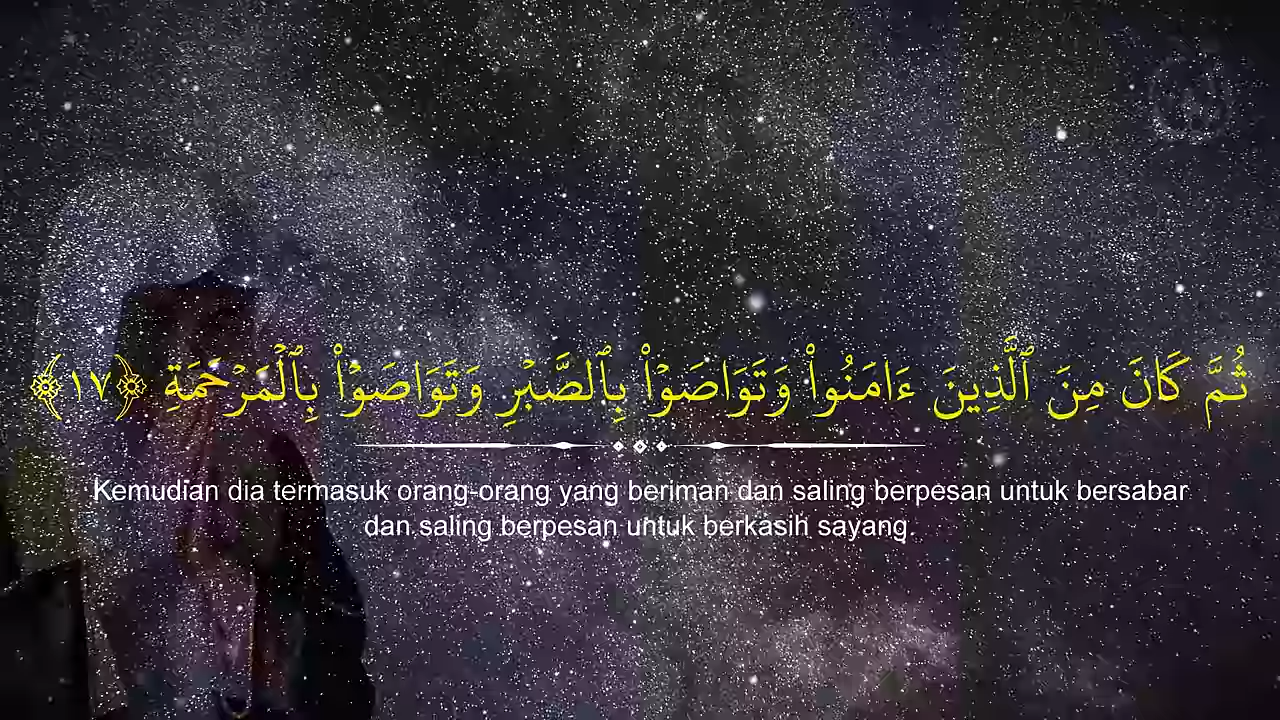 ثُمَّ كَانَ مِنَ ٱلَّذِينَ ءَامَنُوا۟ وَتَوَاصَوْا۟ بِٱلصَّبْرِ وَتَوَاصَوْا۟ بِٱلْمَرْحَمَةِ ﴿١٧﴾
Kemudian dia termasuk orang-orang yang beriman dan saling berpesan untuk bersabar
dan saling berpesan untuk berkasih sayang.